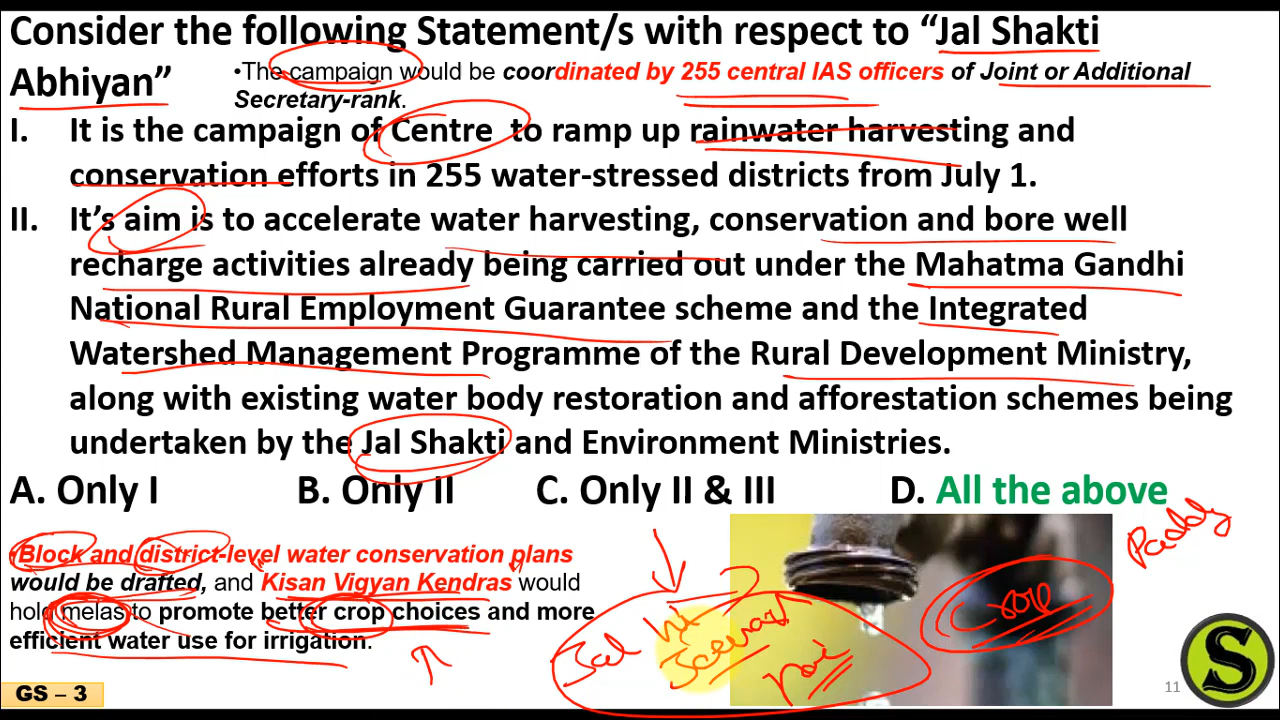 Consider the following Statement/s with respect to “Jal Shakti
Abhiyan”
•The campaign would be coordinated by 255 central IAS officers of Joint or Additional
Secretary-rank.
I. It is the campaign of Centre to ramp up rainwater harvesting and
conservation efforts in 255 water-stressed districts from July 1.
II. It’s aim is to accelerate water harvesting, conservation and bore well
recharge activities already being carried out under the Mahatma Gandhi
National Rural Employment Guarantee scheme and the Integrated
Watershed Management Programme of the Rural Development Ministry,
along with existing water body restoration and afforestation schemes being
undertaken by the Jal Shakti and Environment Ministries.
A. Only I B. Only II C. Only II & III D. All the above
•Block and district-level water conservation plans
would be drafted, and Kisan Vigyan Kendras would
hold melas to promote better crop choices and more
efficient water use for irrigation.
Paddy
Crop
Jal
GS – 3
11
S